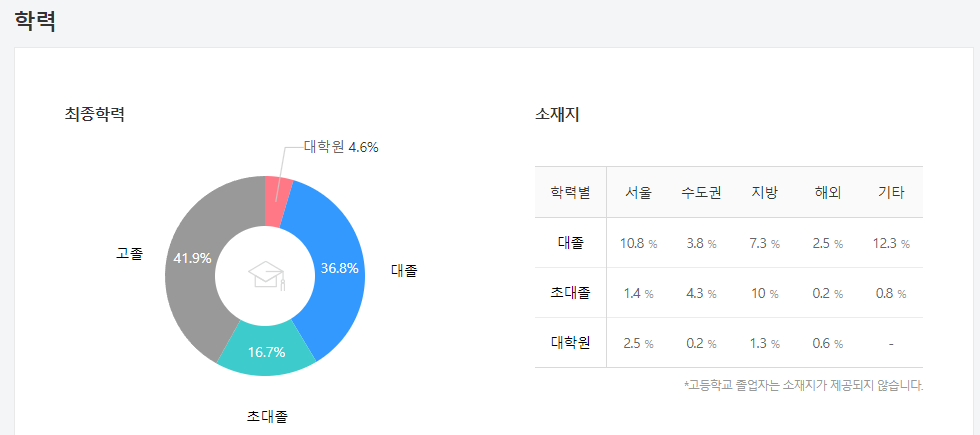 학력
최종학력
대학원 4.6%
고졸
41.9%
36.8%
대졸
16.7%
초대졸
소재지
학력별 서울 수도권 지방 해외 기타
대졸 10.8 % 3.8 % 7.3 % 2.5 % 12.3 %
초대졸 1.4 % 4.3 % 10 % 0.2 % 0.8 %
대학원 2.5 % 0.2 % 1.3 % 0.6 % -
*고등학교 졸업자는 소재지가 제공되지 않습니다.